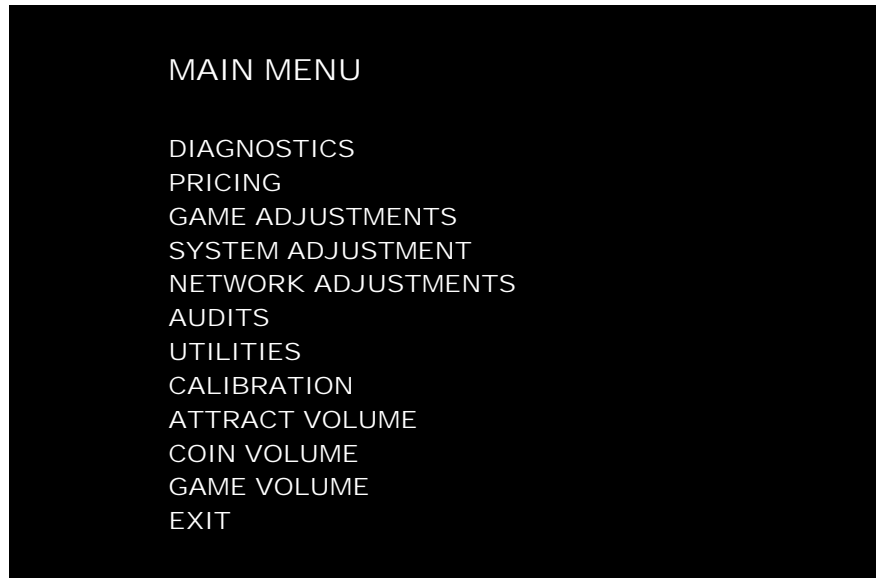 MAIN MENU
DIAGNOSTICS
PRICING
GAME ADJUSTMENTS
SYSTEM ADJUSTMENT
NETWORK ADJUSTMENTS
AUDITS
UTILITIES
CALIBRATION
ATTRACT VOLUME
COIN VOLUME
GAME VOLUME
EXIT